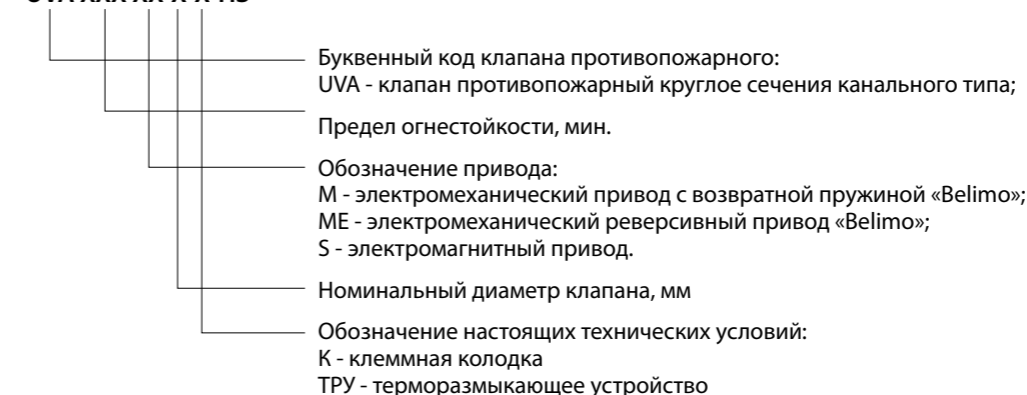 Буквенный код клапана противопожарного:
UVA - клапан противопожарный круглое сечения канального типа;
Предел огнестойкости, мин.
Обозначение привода:
М - электромеханический привод с возвратной пружиной «Belimo»;
МЕ - электромеханический реверсивный привод «Belimo»;
S - электромагнитный привод.
Номинальный диаметр клапана, мм
Обозначение настоящих технических условий:
К - клеммная колодка
ТРУ - терморазмыкающее устройство